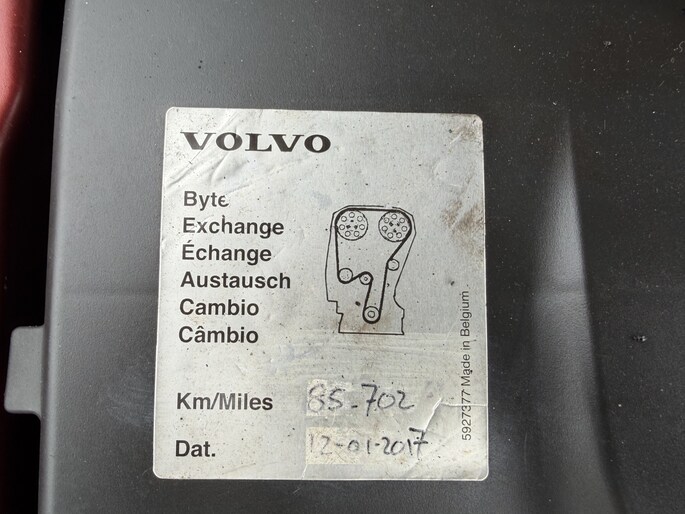 VOLVO
Byte
Exchange
Échange
Austausch
Cambio
Câmbio
Km/Miles 85-702
Dat. 12-01-2017
5927377 Made in Belgium